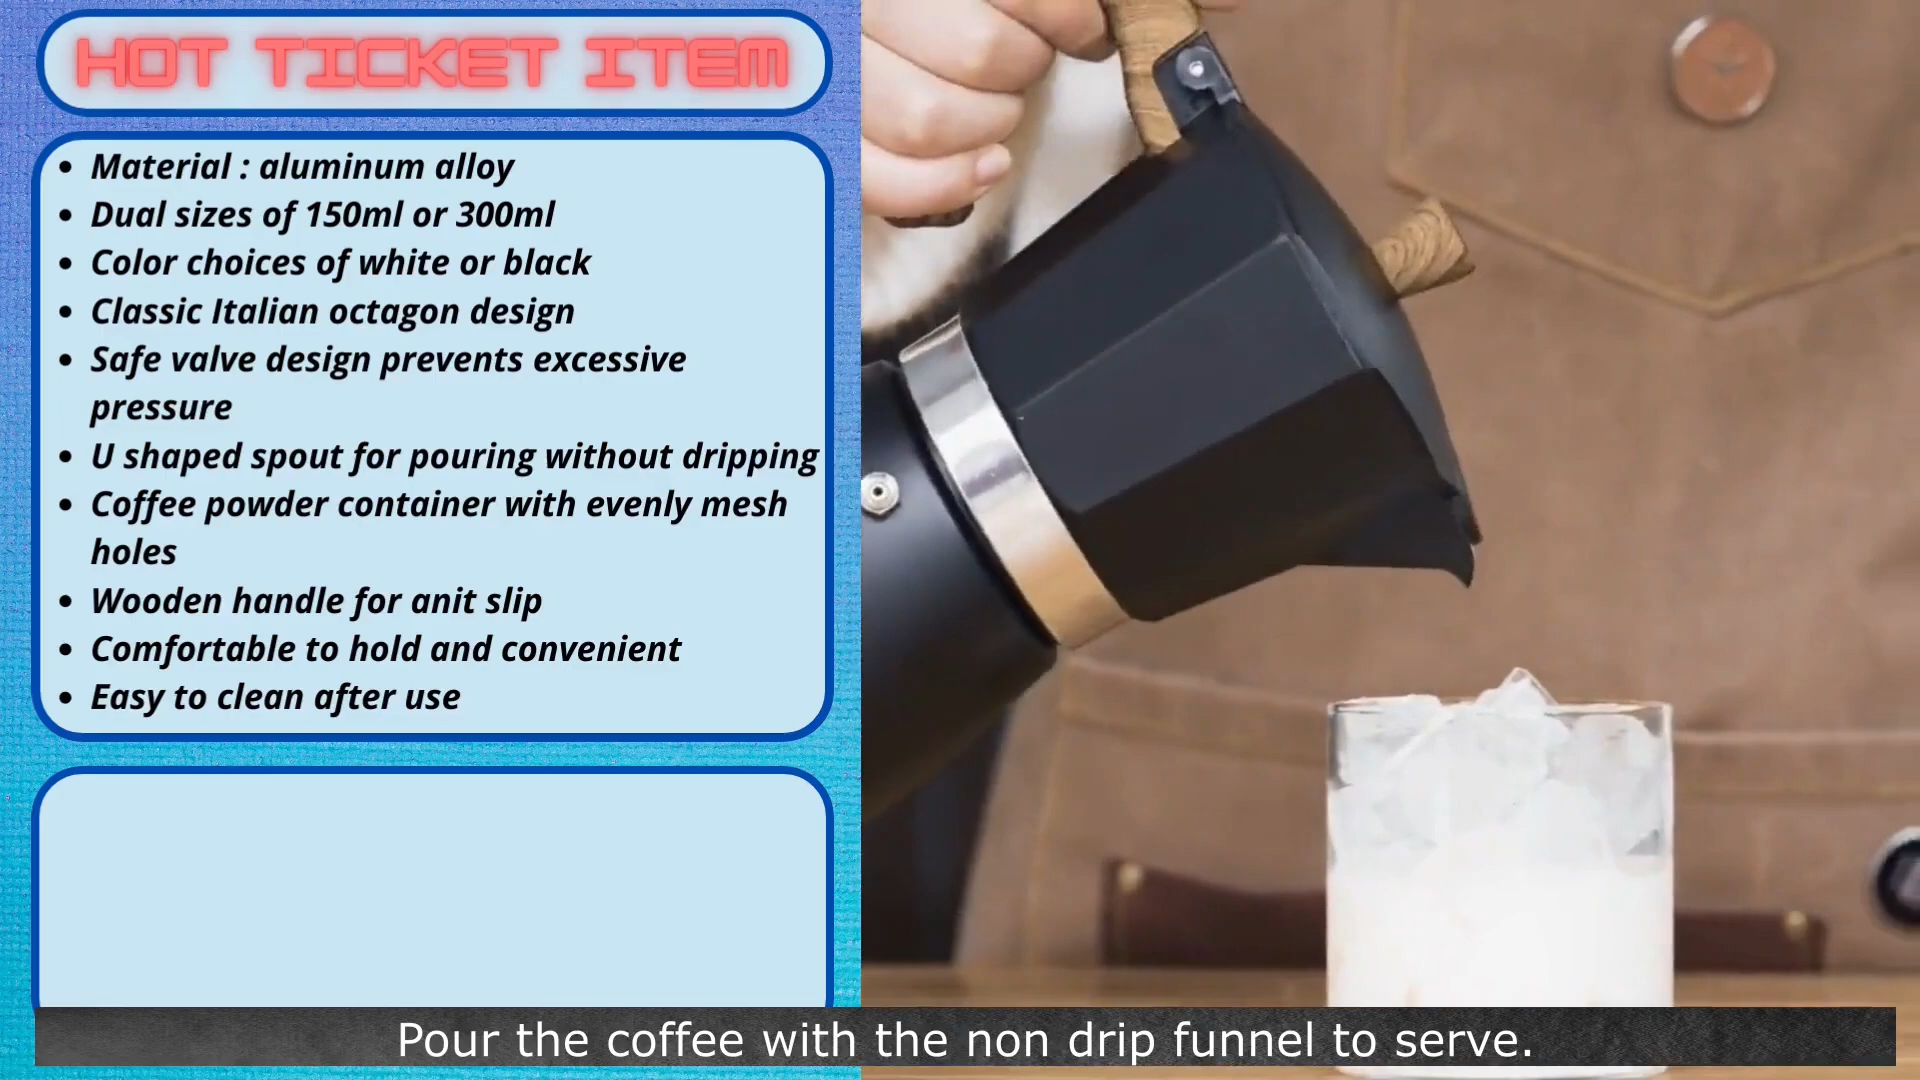 HOT TICKET ITEM
• Material : aluminum alloy
• Dual sizes of 150ml or 300ml
• Color choices of white or black
• Classic Italian octagon design
• Safe valve design prevents excessive
pressure
• U shaped spout for pouring without dripping
• Coffee powder container with evenly mesh
holes
• Wooden handle for anit slip
• Comfortable to hold and convenient
• Easy to clean after use
Pour the coffee with the non drip funnel to serve.